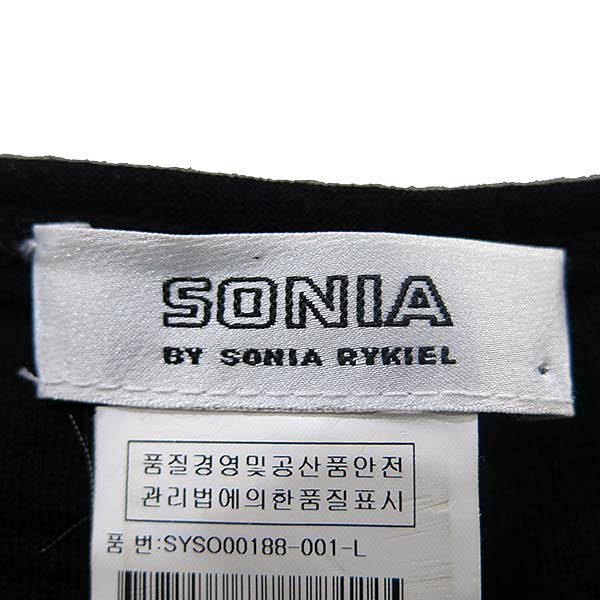 SONIA
BY SONIA RYKIEL
품질경영및공산품안전
관리법에의한품질표시
품 번:SYSO00188-001-L